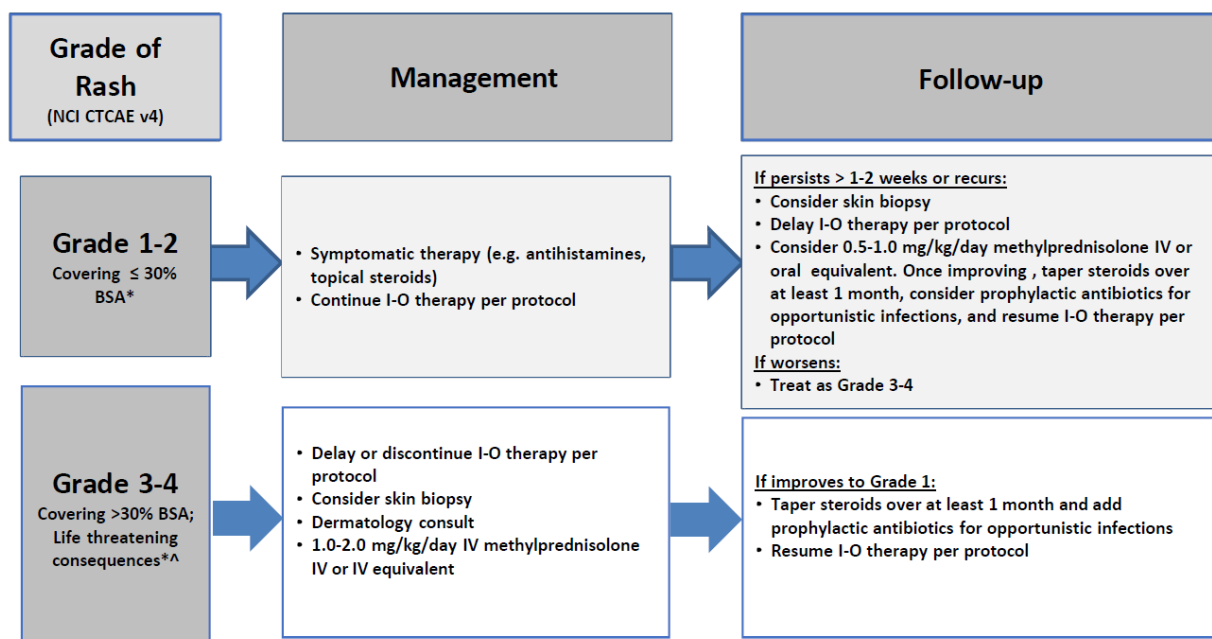 Grade of
Rash
(NCI CTCAE v4)
Management
Follow-up
Grade 1-2
Covering ≤ 30%
BSA*
• Symptomatic therapy (e.g. antihistamines,
topical steroids)
• Continue I-O therapy per protocol
If persists > 1-2 weeks or recurs:
• Consider skin biopsy
• Delay I-O therapy per protocol
• Consider 0.5-1.0 mg/kg/day methylprednisolone IV or
oral equivalent. Once improving , taper steroids over
at least 1 month, consider prophylactic antibiotics for
opportunistic infections, and resume I-O therapy per
protocol
If worsens:
• Treat as Grade 3-4
Grade 3-4
Covering >30% BSA;
Life threatening
consequences*^
• Delay or discontinue I-O therapy per
protocol
• Consider skin biopsy
• Dermatology consult
• 1.0-2.0 mg/kg/day IV methylprednisolone
IV or IV equivalent
If improves to Grade 1:
• Taper steroids over at least 1 month and add
prophylactic antibiotics for opportunistic infections
• Resume I-O therapy per protocol